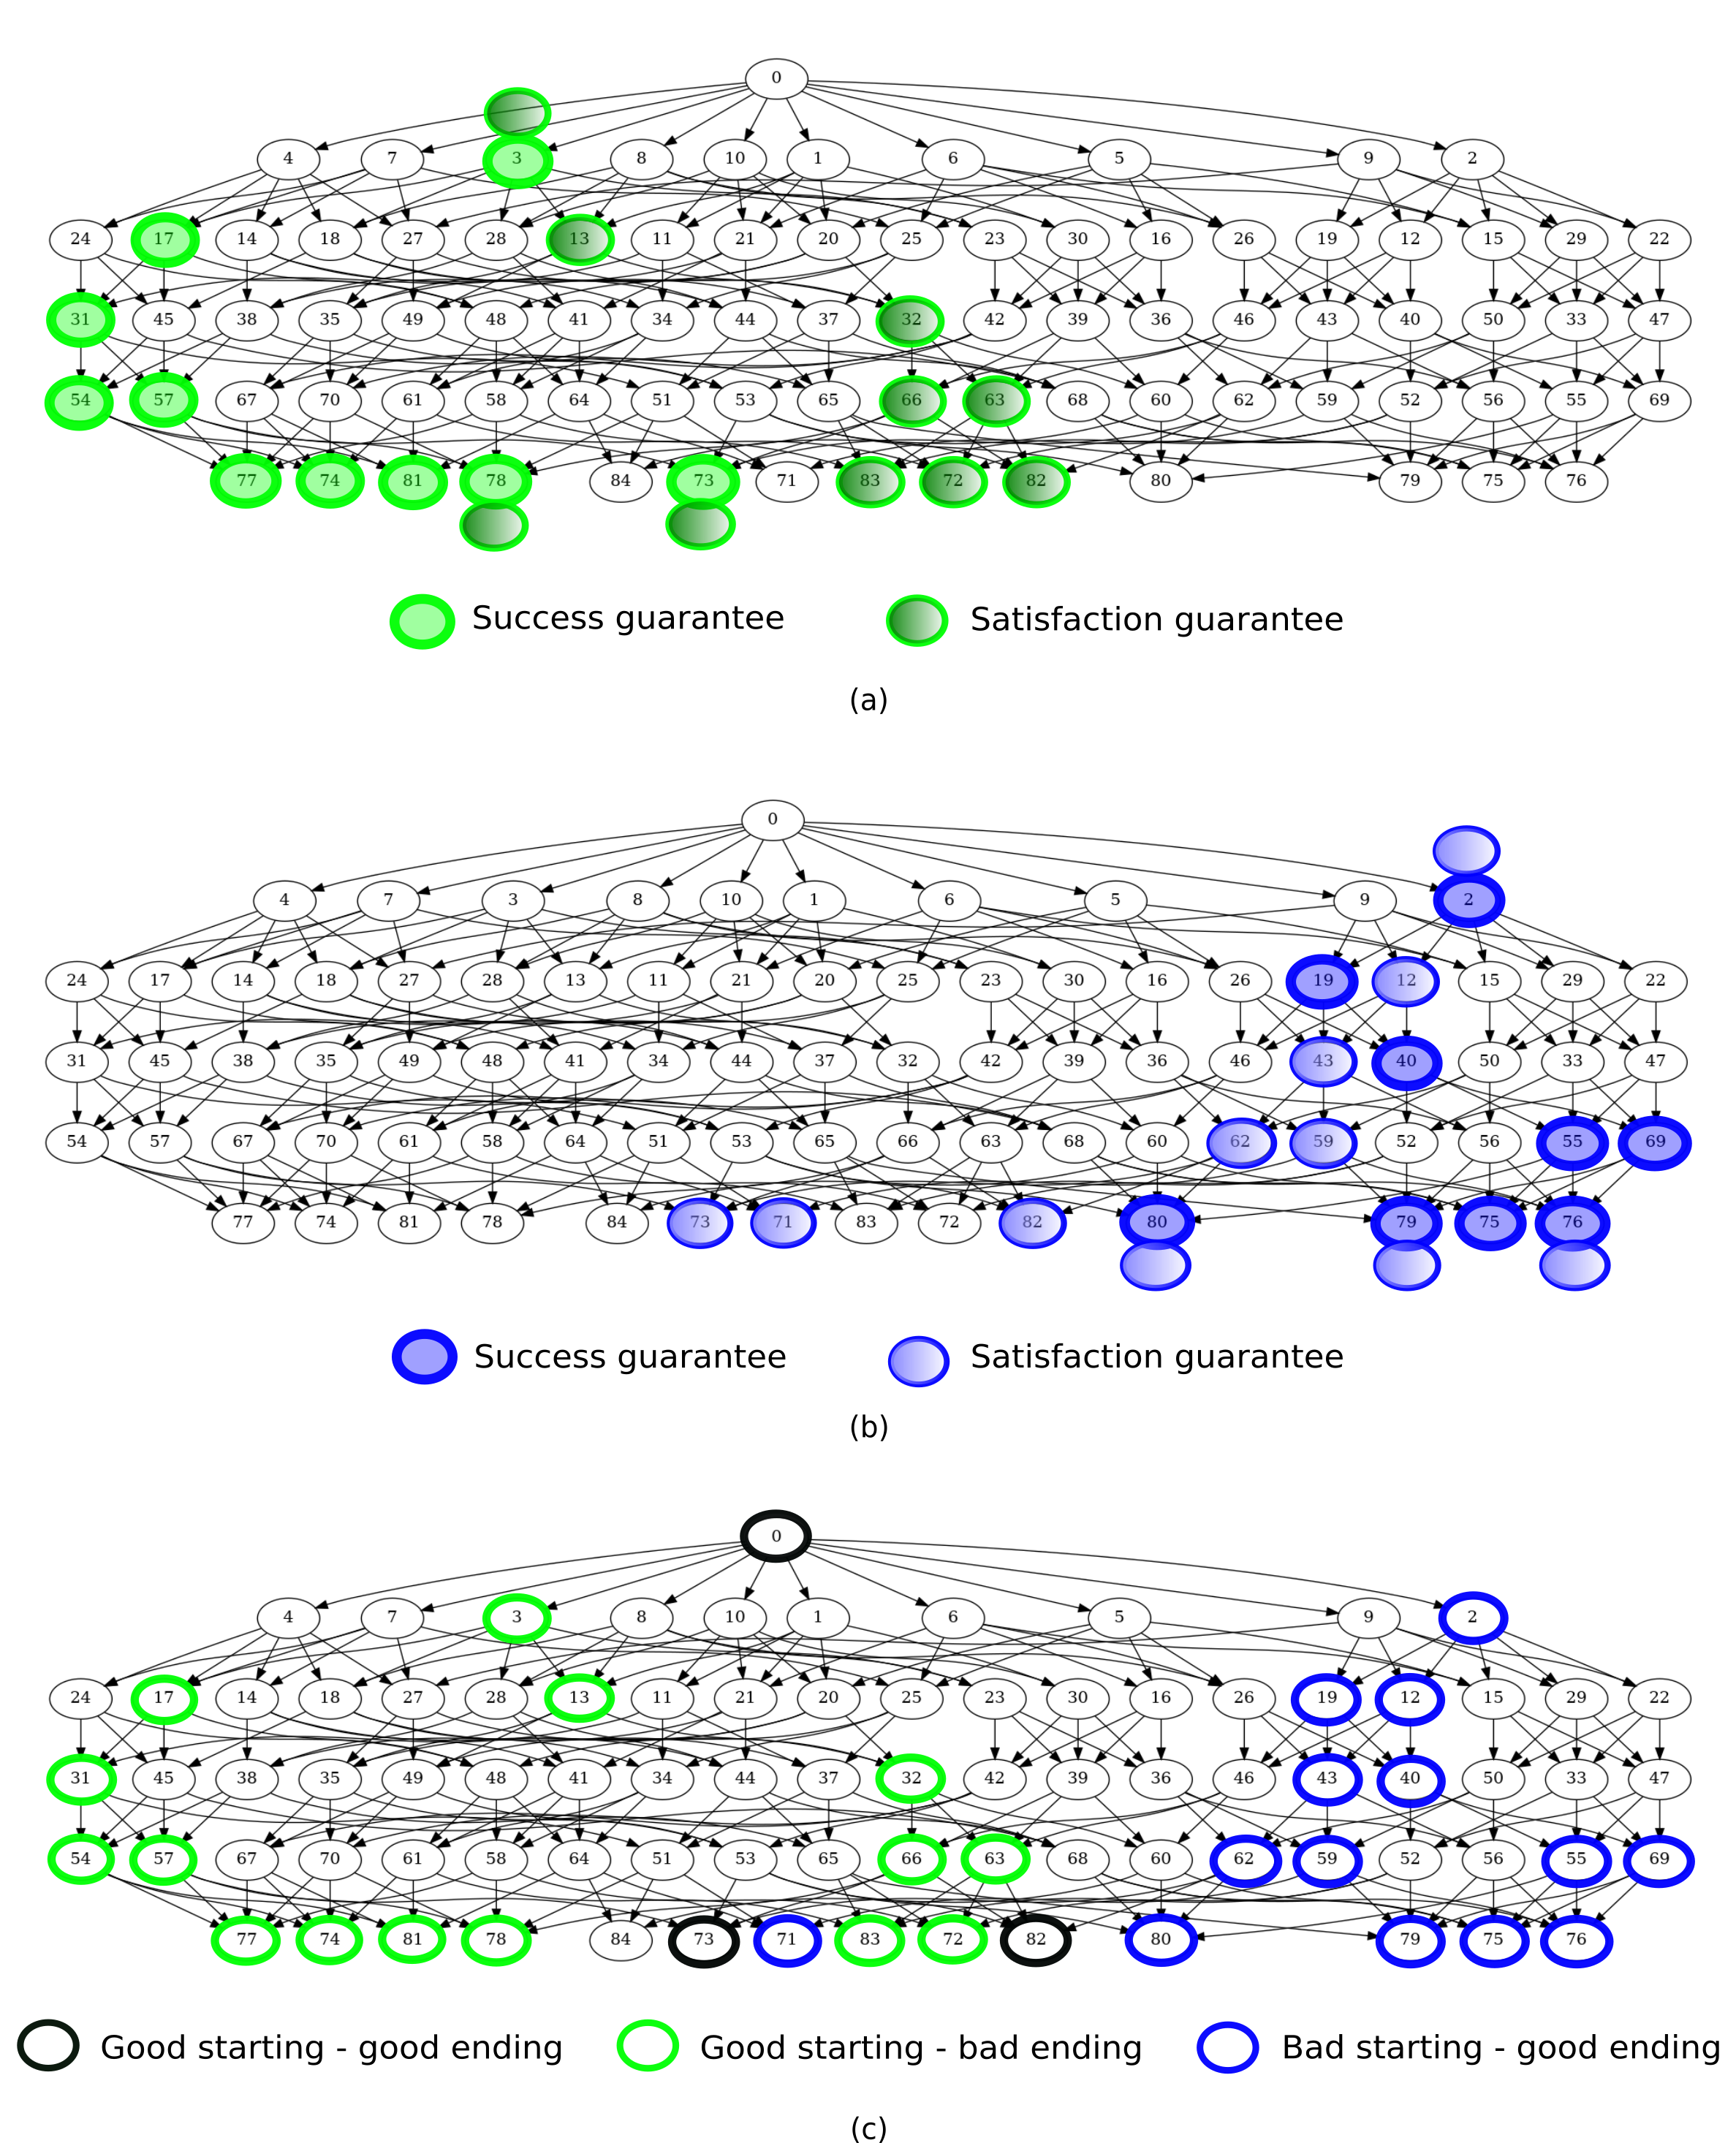 0
4 7 3 8 10 1 6 5 9 2
24 17 14 18 27 28 13 11 21 20 25 23 30 16 26 19 12 15 29 22
31 45 38 35 49 48 41 34 44 37 32 42 39 36 46 43 40 50 33 47
54 57 67 70 61 58 64 51 53 65 66 63 68 60 62 59 52 56 55 69
77 74 81 78 84 73 71 83 72 82 80 79 75 76
Success guarantee Satisfaction guarantee
(a)
0
4 7 3 8 10 1 6 5 9 2
24 17 14 18 27 28 13 11 21 20 25 23 30 16 26 19 12 15 29 22
31 45 38 35 49 48 41 34 44 37 32 42 39 36 46 43 40 50 33 47
54 57 67 70 61 58 64 51 53 65 66 63 68 60 62 59 52 56 55 69
77 74 81 78 84 73 71 83 72 82 80 79 75 76
Success guarantee Satisfaction guarantee
(b)
0
4 7 3 8 10 1 6 5 9 2
24 17 14 18 27 28 13 11 21 20 25 23 30 16 26 19 12 15 29 22
31 45 38 35 49 48 41 34 44 37 32 42 39 36 46 43 40 50 33 47
54 57 67 70 61 58 64 51 53 65 66 63 68 60 62 59 52 56 55 69
77 74 81 78 84 73 71 83 72 82 80 79 75 76
Good starting - good ending Good starting - bad ending Bad starting - good ending
(c)